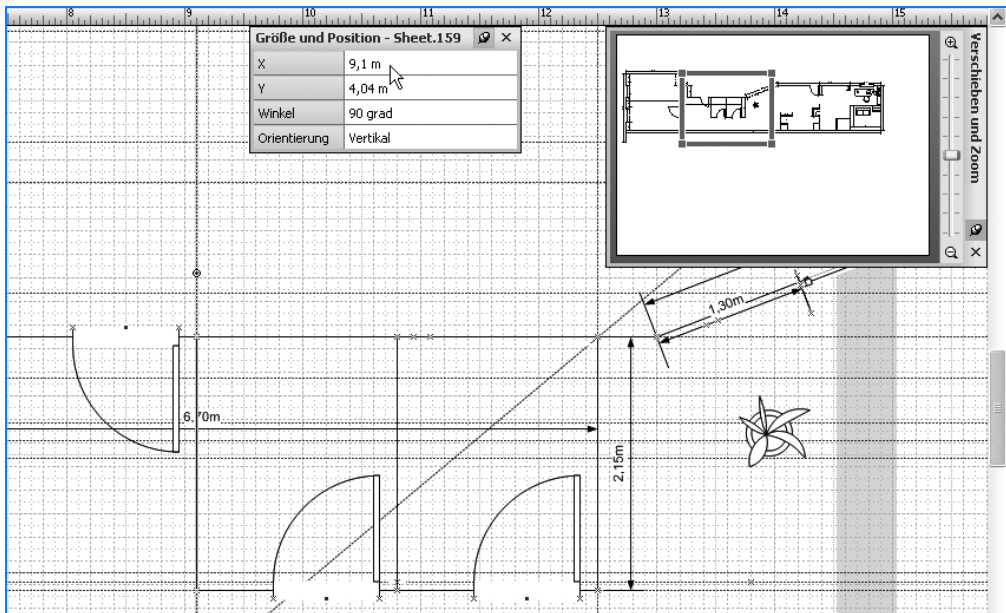 8 9 10 11 12 13 14 15
Größe und Position - Sheet.159
X 9,1 m
Y 4,04 m
Winkel 90 grad
Orientierung Vertikal
Verschieben und Zoom
1,30m
6,70m
2,15m